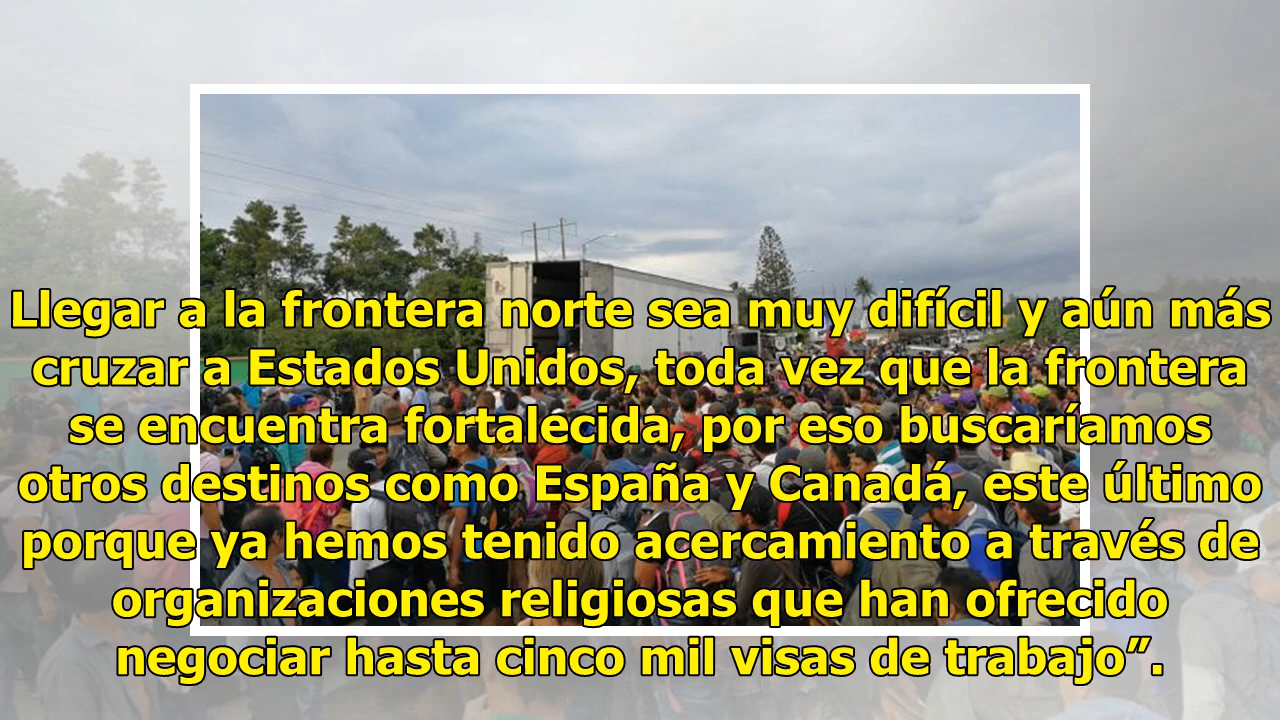 Llegar a la frontera norte sea muy difícil y aún más
cruzar a Estados Unidos, toda vez que la frontera
se encuentra fortalecida, por eso buscaríamos
otros destinos como España y Canadá, este último
porque ya hemos tenido acercamiento a través de
organizaciones religiosas que han ofrecido
negociar hasta cinco mil visas de trabajo”.